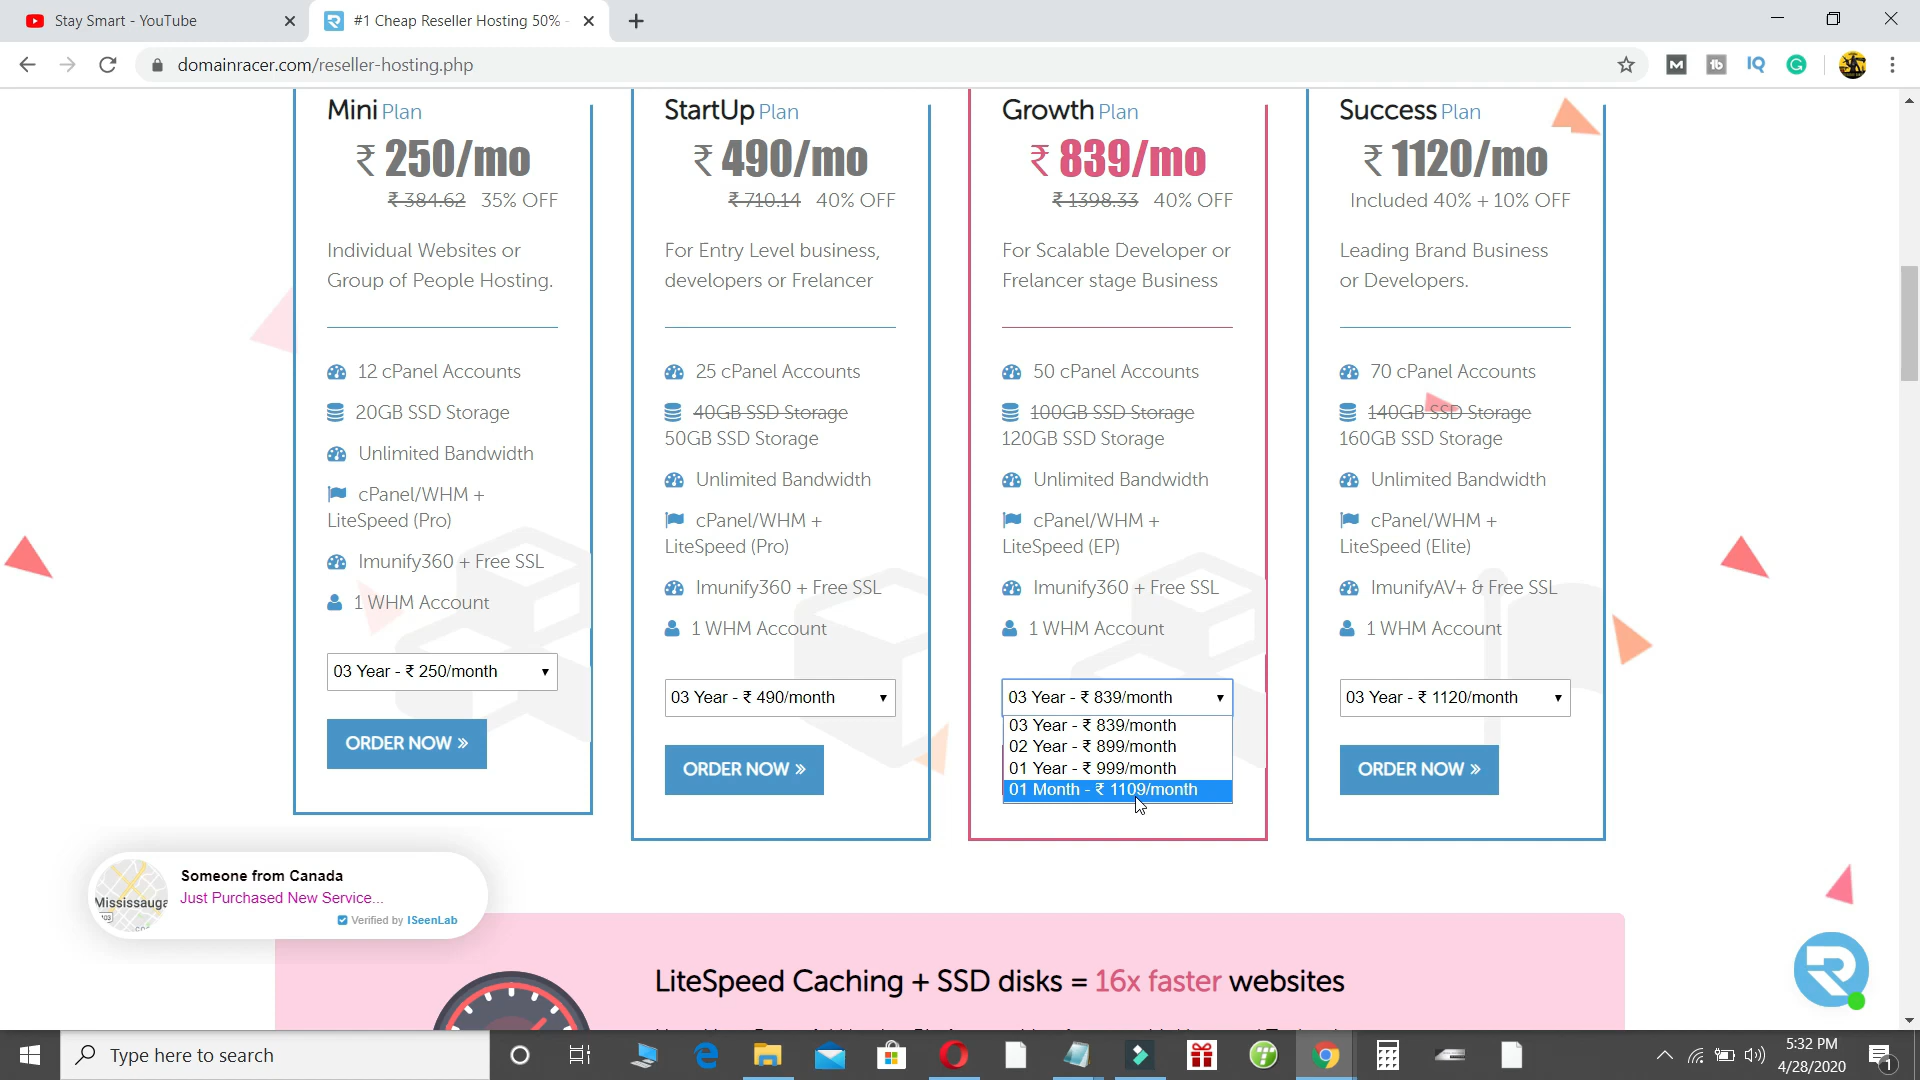 Stay Smart - YouTube
#1 Cheap Reseller Hosting 50% -
domainracer.com/reseller-hosting.php
Mini Plan
₹ 250/mo
₹ 384.62 35% OFF
Individual Websites or
Group of People Hosting.
12 cPanel Accounts
20GB SSD Storage
Unlimited Bandwidth
cPanel/WHM +
LiteSpeed (Pro)
Imunify360 + Free SSL
1 WHM Account
03 Year - ₹ 250/month
ORDER NOW »
StartUp Plan
₹ 490/mo
₹ 710.14 40% OFF
For Entry Level business,
developers or Frelancer
25 cPanel Accounts
40GB SSD Storage
50GB SSD Storage
Unlimited Bandwidth
cPanel/WHM +
LiteSpeed (Pro)
Imunify360 + Free SSL
1 WHM Account
03 Year - ₹ 490/month
ORDER NOW »
Growth Plan
₹ 839/mo
₹ 1398.33 40% OFF
For Scalable Developer or
Frelancer stage Business
50 cPanel Accounts
100GB SSD Storage
120GB SSD Storage
Unlimited Bandwidth
cPanel/WHM +
LiteSpeed (EP)
Imunify360 + Free SSL
1 WHM Account
03 Year - ₹ 839/month
03 Year - ₹ 839/month
02 Year - ₹ 899/month
01 Year - ₹ 999/month
01 Month - ₹ 1109/month
Success Plan
₹ 1120/mo
Included 40% + 10% OFF
Leading Brand Business
or Developers.
70 cPanel Accounts
140GB SSD Storage
160GB SSD Storage
Unlimited Bandwidth
cPanel/WHM +
LiteSpeed (Elite)
ImunifyAV+ & Free SSL
1 WHM Account
03 Year - ₹ 1120/month
ORDER NOW »
Mississauga
403
Someone from Canada
Just Purchased New Service...
Verified by ISeenLab
LiteSpeed Caching + SSD disks = 16x faster websites
Type here to search
5:32 PM
4/28/2020
1